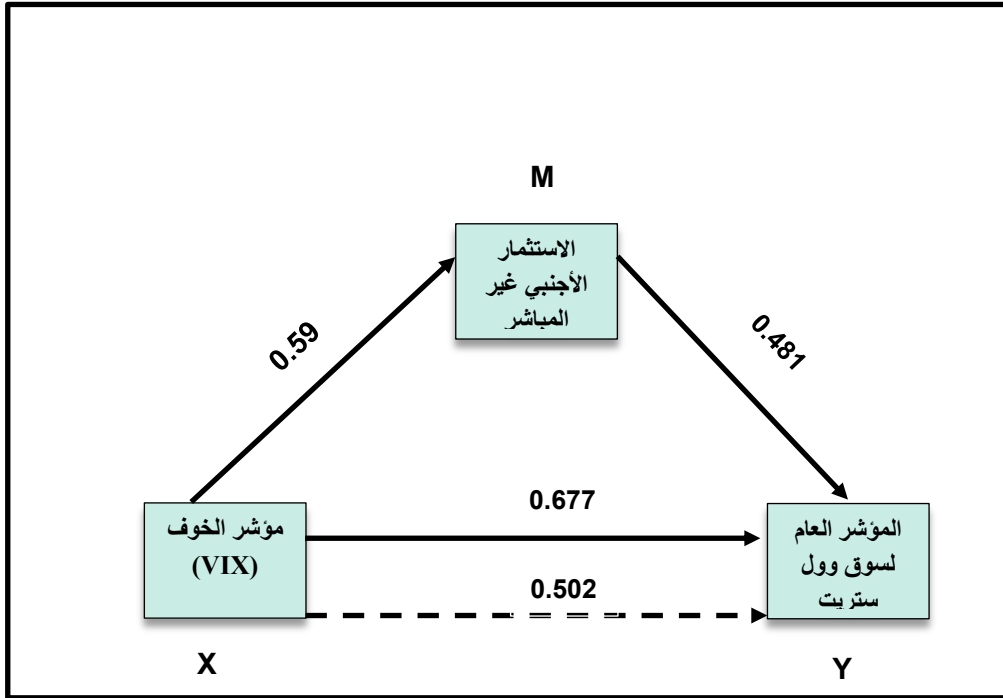 M
الاستثمار
الأجنبي غير
المباشر
0.59
0.481
0.677
مؤشر الخوف
(VIX)
المؤشر العام
لسوق وول
ستريت
0.502
X
Y